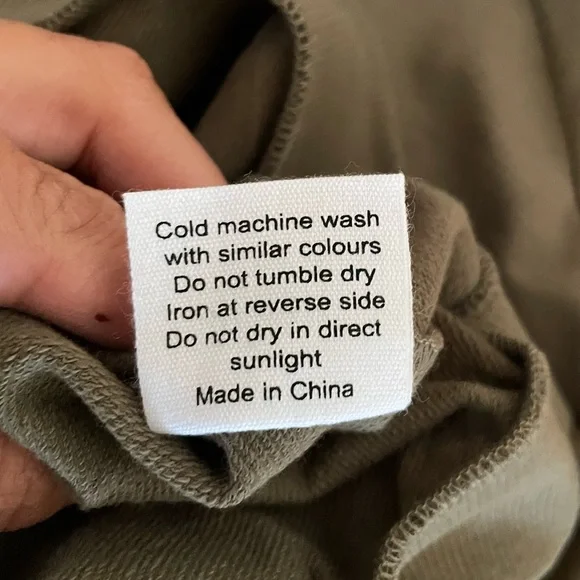 Cold machine wash
with similar colours
Do not tumble dry
Iron at reverse side
Do not dry in direct
sunlight
Made in China